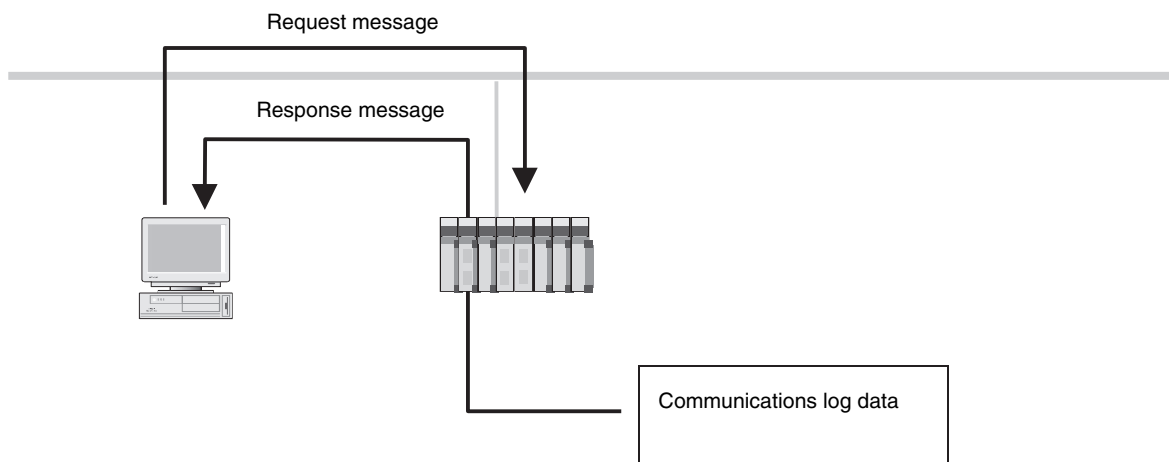 Request message
Response message
Communications log data